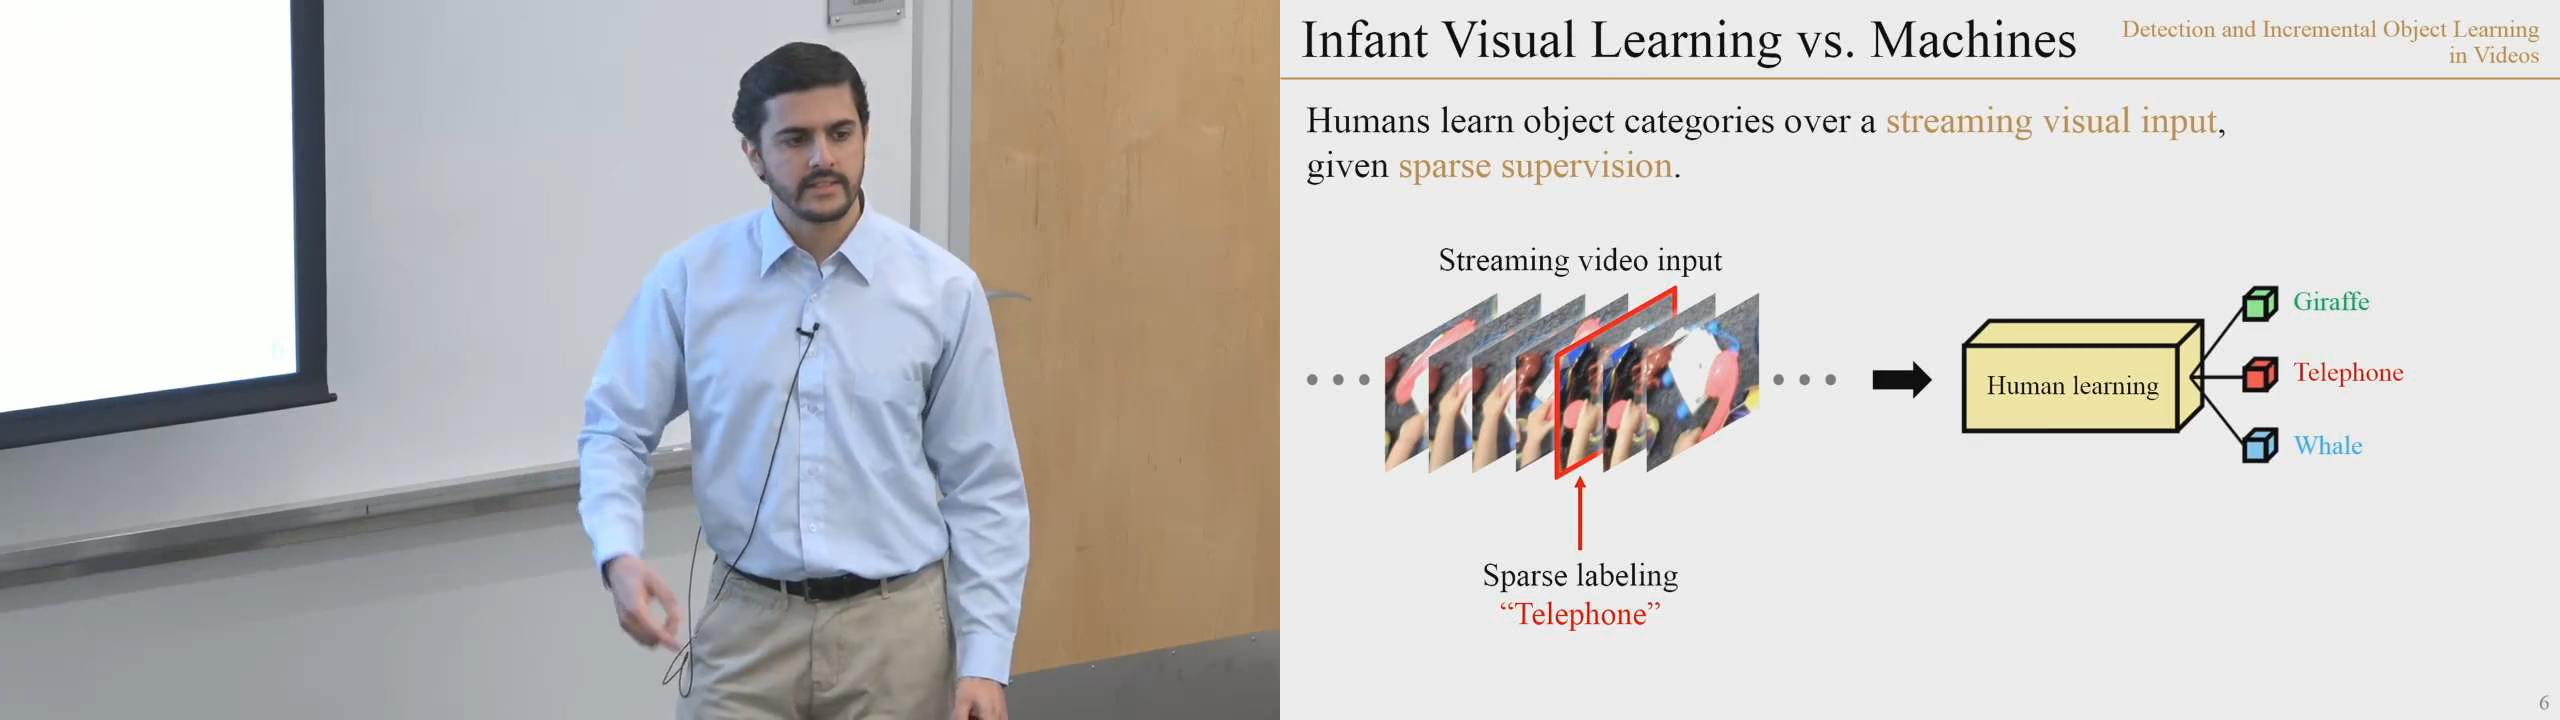 Infant Visual Learning vs. Machines
Detection and Incremental Object Learning
in Videos
Humans learn object categories over a streaming visual input,
given sparse supervision.
Streaming video input
Human learning
Giraffe
Telephone
Whale
Sparse labeling
“Telephone”
6
6